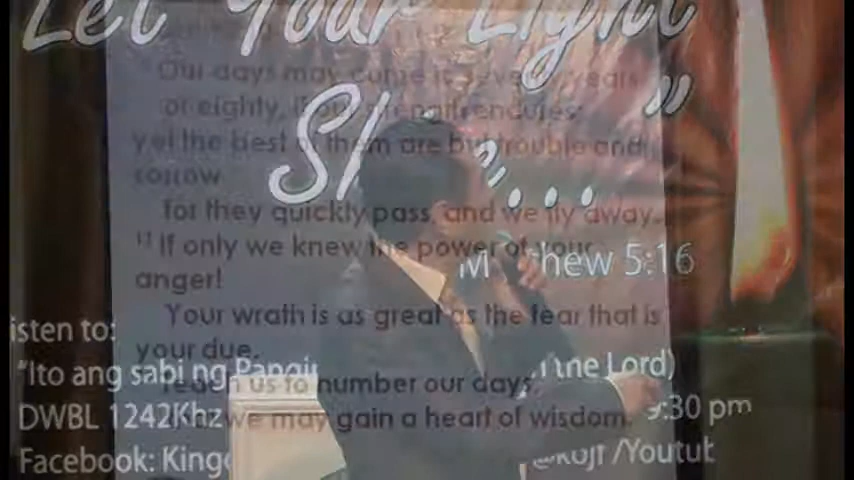 Let Your Light
Our days may come to seventy years
or eighty, if our strength endures;
yet the best of them are but trouble and
sorrow
for they quickly pass, and we fly away.
11 If only we knew the power of your
Matthew 5:16
anger!
Your wrath is as great as the fear that is
isten to:
your due.
"Ito ang sabi ng the Lord)
Teach us to number our days,
DWBL 1242Khz 9:30 pm
we may gain a heart of wisdom.
Facebook: